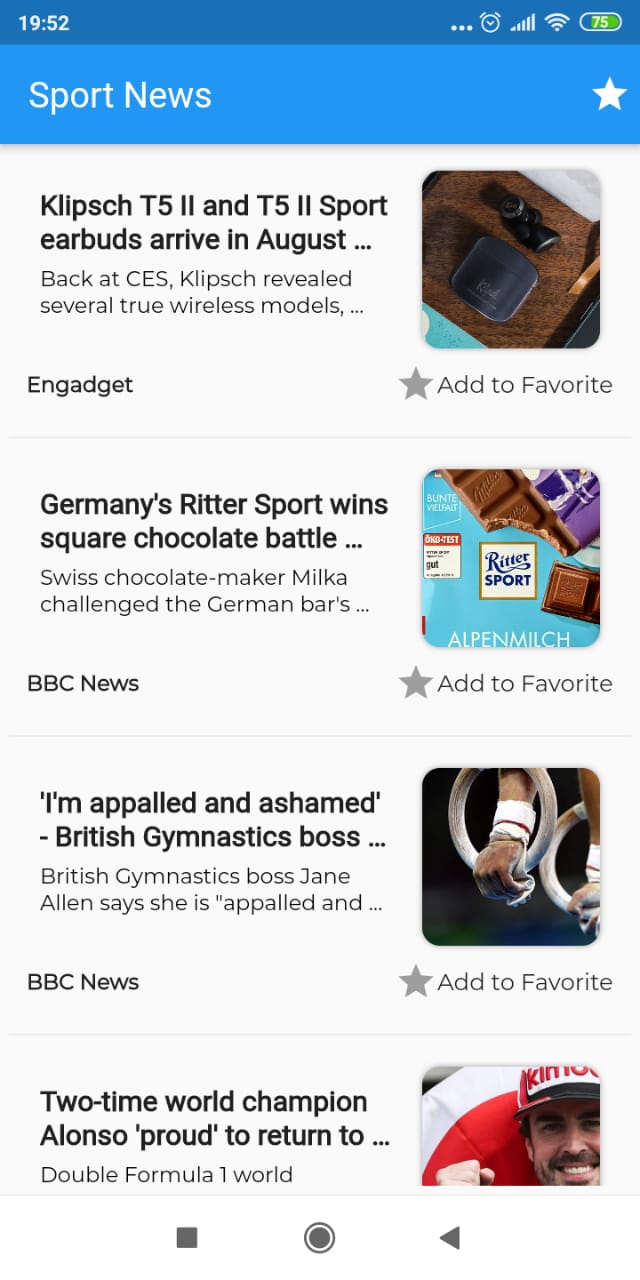 19:52
75
Sport News
Klipsch T5 II and T5 II Sport
earbuds arrive in August ...
Back at CES, Klipsch revealed
several true wireless models, ...
Klipsch
Engadget
Add to Favorite
Germany's Ritter Sport wins
square chocolate battle ...
Swiss chocolate-maker Milka
challenged the German bar's ...
BUNTE
VIELFALT
ÖKO-TEST
RITTER SPORT
gut
Ritter
SPORT
ALPENMILCH
BBC News
Add to Favorite
'I'm appalled and ashamed'
- British Gymnastics boss ...
British Gymnastics boss Jane
Allen says she is "appalled and ...
BBC News
Add to Favorite
Two-time world champion
Alonso 'proud' to return to ...
Double Formula 1 world